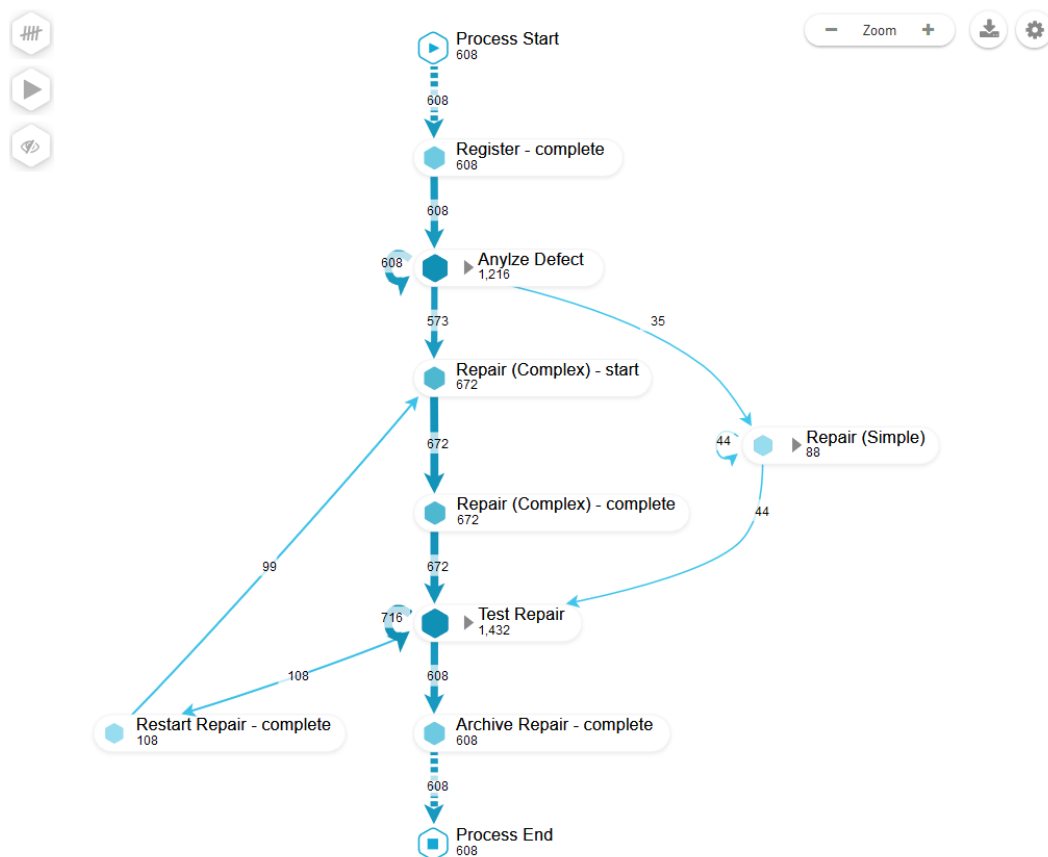 Zoom
Process Start
608
608
Register - complete
608
608
Anylze Defect
1,216
608
573
35
Repair (Complex) - start
672
Repair (Simple)
88
44
672
44
Repair (Complex) - complete
672
99
672
Test Repair
1,432
716
108
608
Restart Repair - complete
108
Archive Repair - complete
608
608
Process End
608